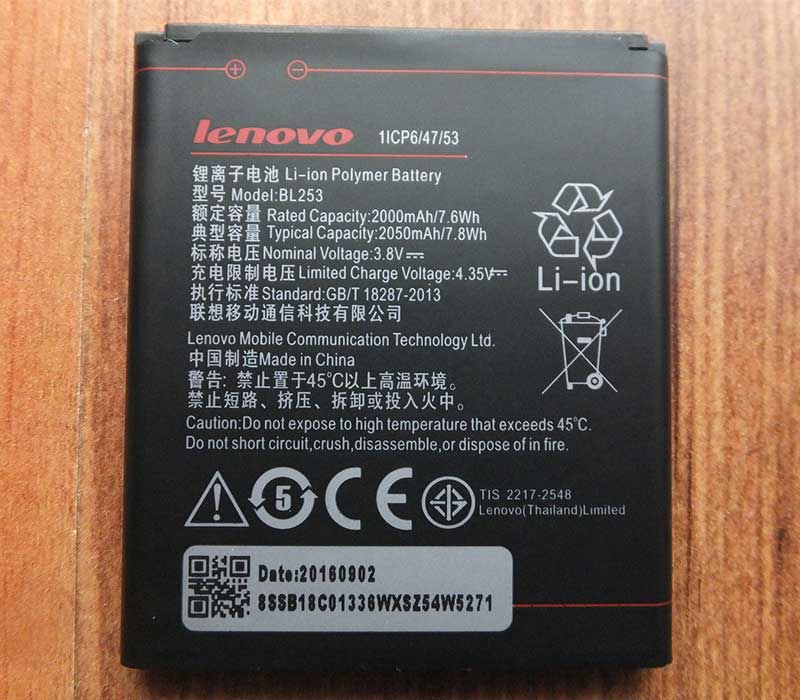 lenovo 1ICP6/47/53
锂离子电池 Li-ion Polymer Battery
型号 Model:BL253
额定容量 Rated Capacity:2000mAh/7.6Wh
典型容量 Typical Capacity:2050mAh/7.8Wh
标称电压 Nominal Voltage:3.8V⎓
充电限制电压 Limited Charge Voltage:4.35V⎓
执行标准 Standard:GB/T 18287-2013
联想移动通信科技有限公司
Lenovo Mobile Communication Technology Ltd.
中国制造Made in China
警告: 禁止置于45℃以上高温环境。
禁止短路、挤压、拆卸或投入火中。
Caution:Do not expose to high temperature that exceeds 45℃.
Do not short circuit,crush,disassemble,or dispose of in fire.
Li-ion
5
CE
TIS 2217-2548
Lenovo(Thailand)Limited
Date:20160902
8SSB18C01336WXSZ54W5271